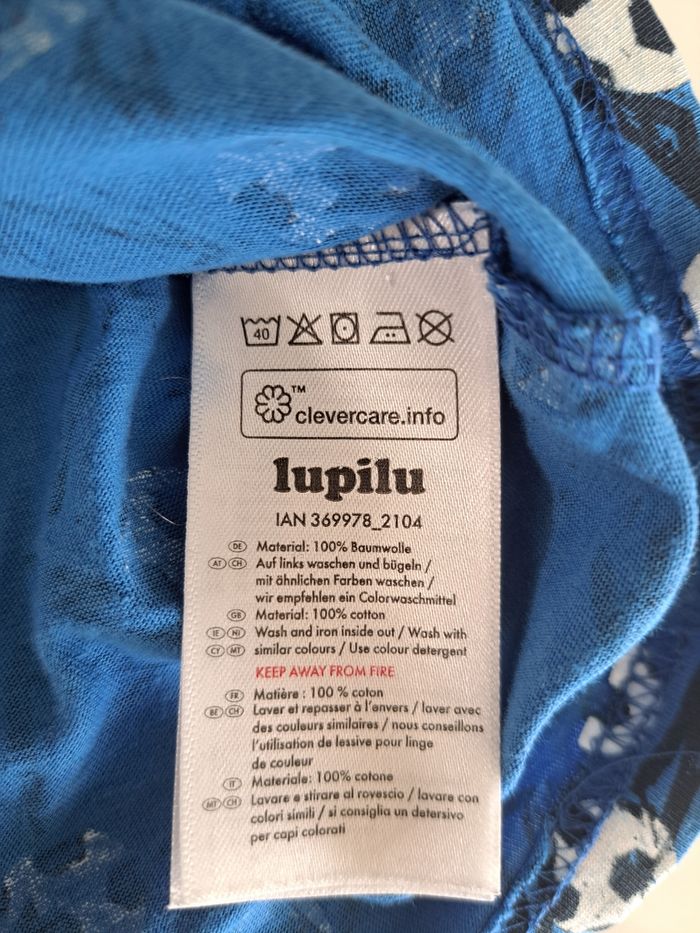 40
™
clevercare.info
lupilu
IAN 369978_2104
DE Material: 100% Baumwolle
AT CH Auf links waschen und bügeln /
mit ähnlichen Farben waschen /
wir empfehlen ein Colorwaschmittel
GB Material: 100% cotton
IE NI Wash and iron inside out / Wash with
CY MT similar colours / Use colour detergent
KEEP AWAY FROM FIRE
FR Matière : 100 % coton
BE CH Laver et repasser à l'envers / laver avec
des couleurs similaires / nous conseillons
l'utilisation de lessive pour linge
de couleur
IT Materiale: 100% cotone
MT CH Lavare e stirare al rovescio / lavare con
colori simili / si consiglia un detersivo
per capi colorati